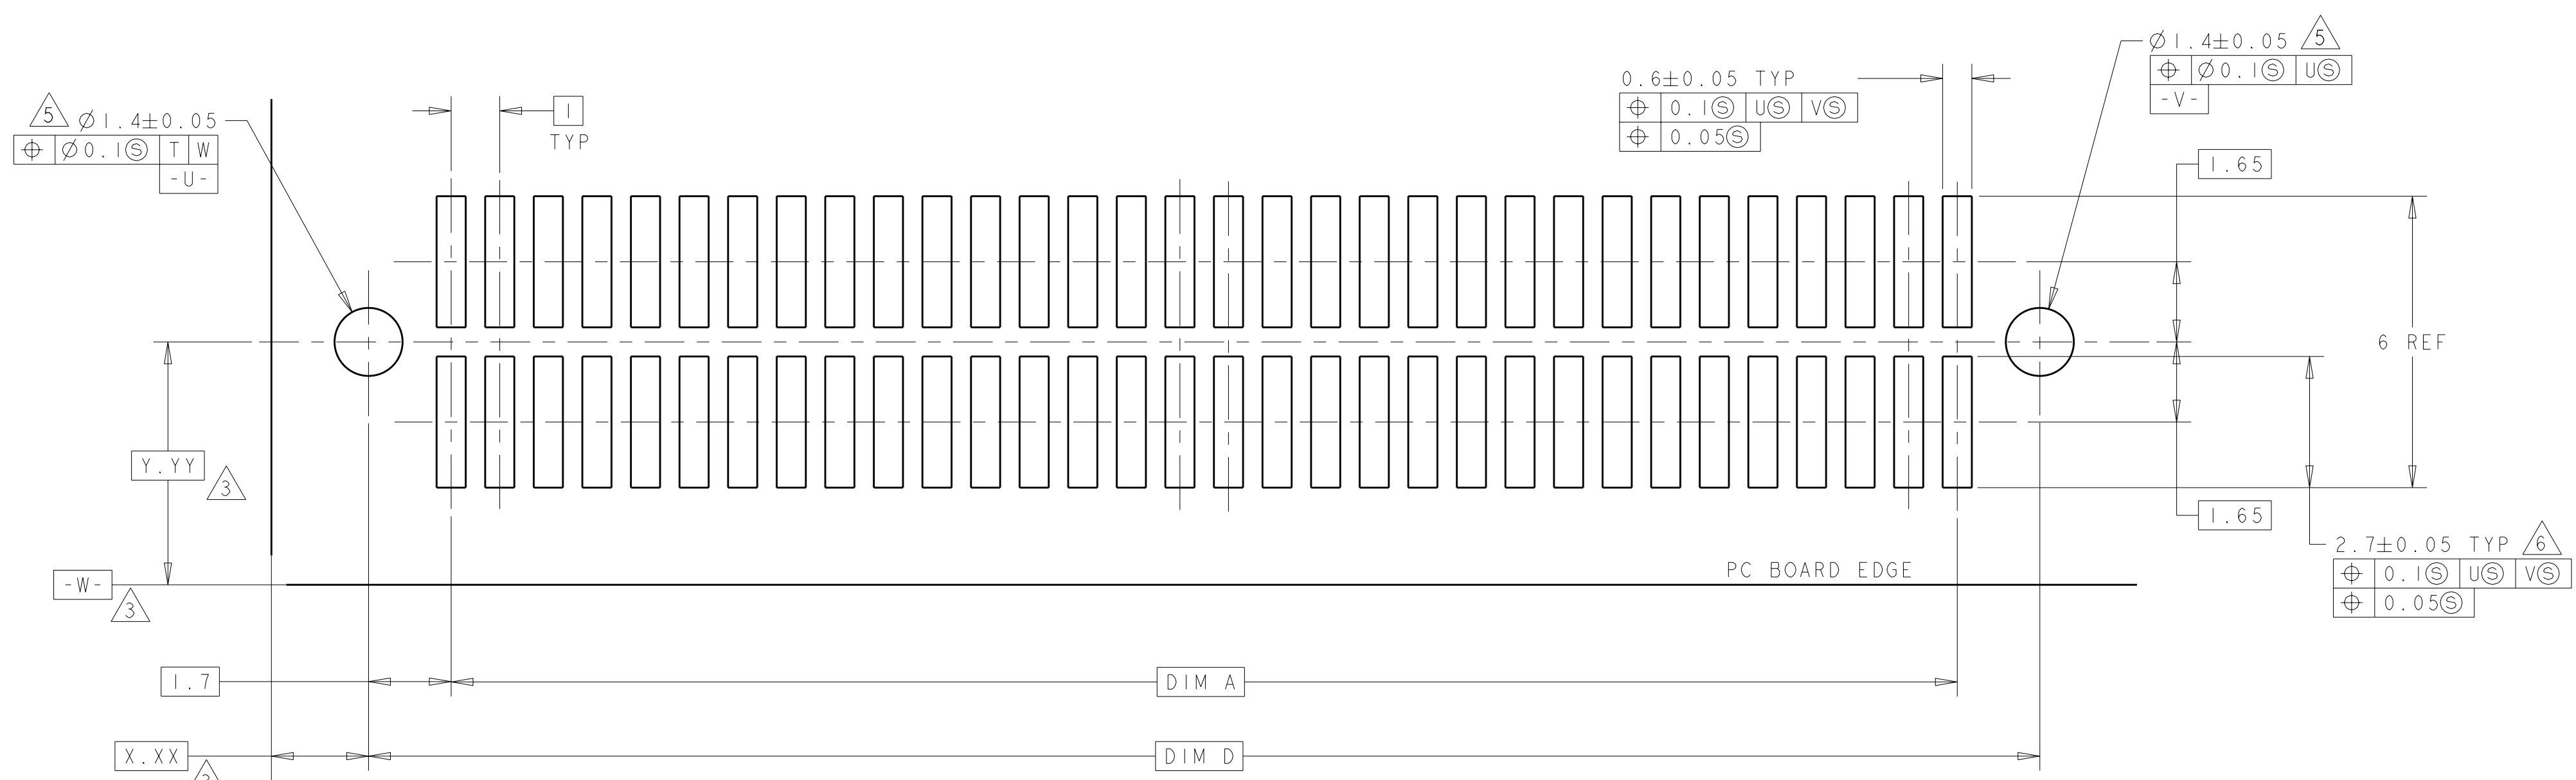 5 Ø1.4±0.05
⌖ Ø0.1Ⓢ T W
-U-
1
TYP
0.6±0.05 TYP
⌖ 0.1Ⓢ UⓈ VⓈ
⌖ 0.05Ⓢ
Ø1.4±0.05 5
⌖ Ø0.1Ⓢ UⓈ
-V-
1.65
6 REF
Y.YY 3
1.65
2.7±0.05 TYP 6
⌖ 0.1Ⓢ UⓈ VⓈ
⌖ 0.05Ⓢ
-W- 3
PC BOARD EDGE
1.7
DIM A
X.XX
DIM D